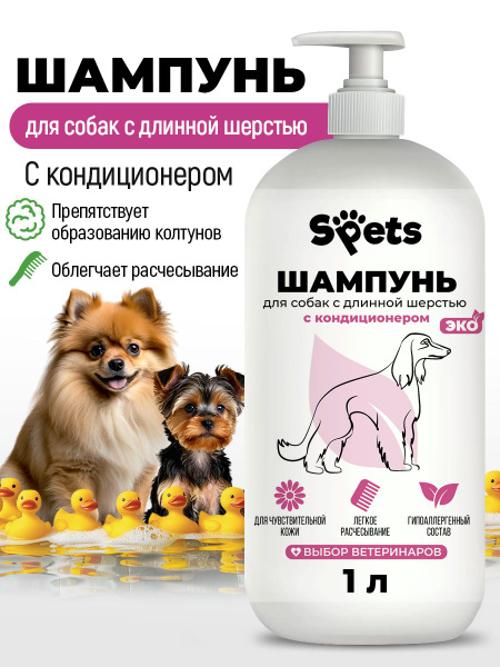 ШАМПУНЬ
для собак с длинной шерстью
С кондиционером
Препятствует
образованию колтунов
Облегчает расчесывание
Spets
ШАМПУНЬ
для собак с длинной шерстью
с кондиционером
ЭКО
ДЛЯ ЧУВСТВИТЕЛЬНОЙ
КОЖИ
ЛЕГКОЕ
РАСЧЕСЫВАНИЕ
ГИПОАЛЛЕРГЕННЫЙ
СОСТАВ
ВЫБОР ВЕТЕРИНАРОВ
1 л